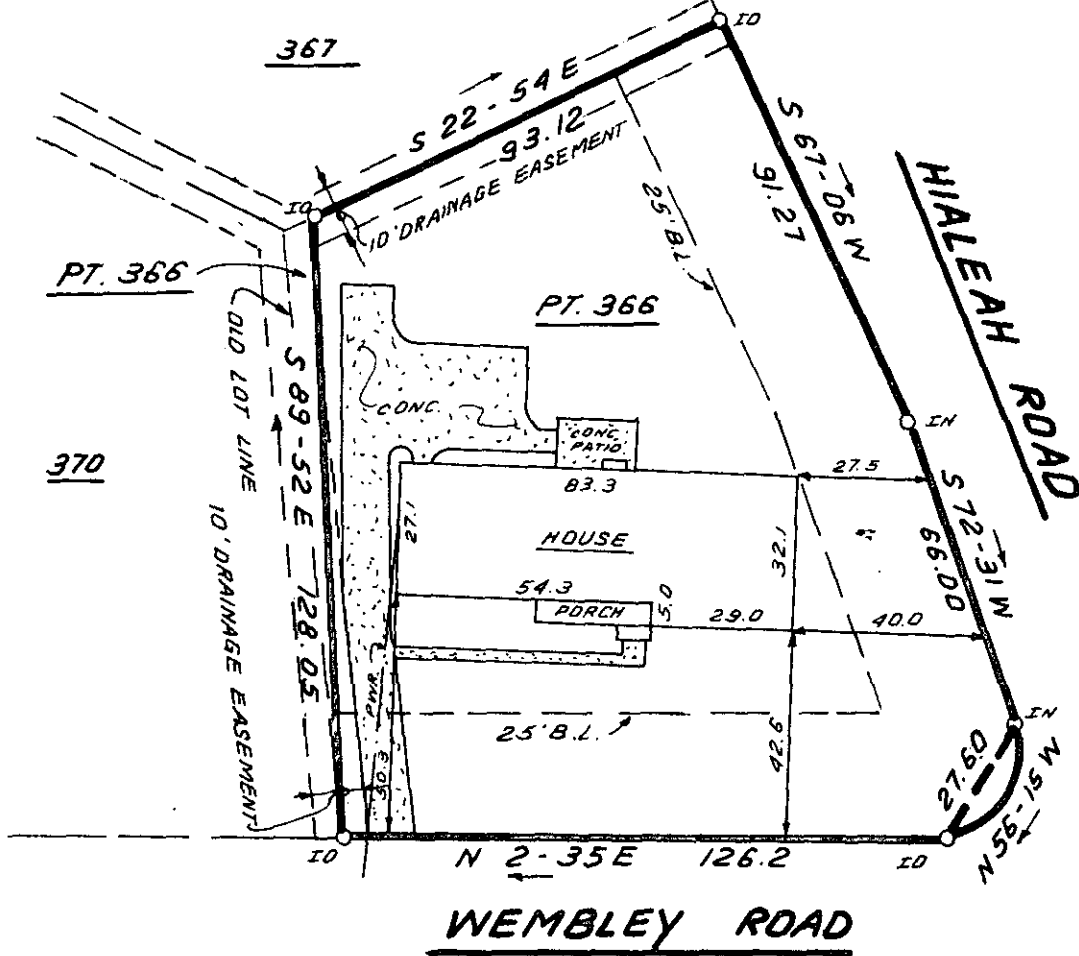 367
IO
S 22-54 E
93.12
10' DRAINAGE EASEMENT
IO
S 67-06 W
91.27
HIALEAH ROAD
25' B.L.
PT. 366
PT. 366
OLD LOT LINE
S 89-52 E 128.05
370
10' DRAINAGE EASEMENT
CONC.
CONC. PATIO
IN
27.5
83.3
27.1
HOUSE
32.1
S 72-31 W
66.00
54.3
PORCH
5.0
29.0
40.0
PWR.
25' B.L.
42.6
IN
27.60
N 56-15 W
IO
N 2-35 E 126.2
IO
WEMBLEY ROAD